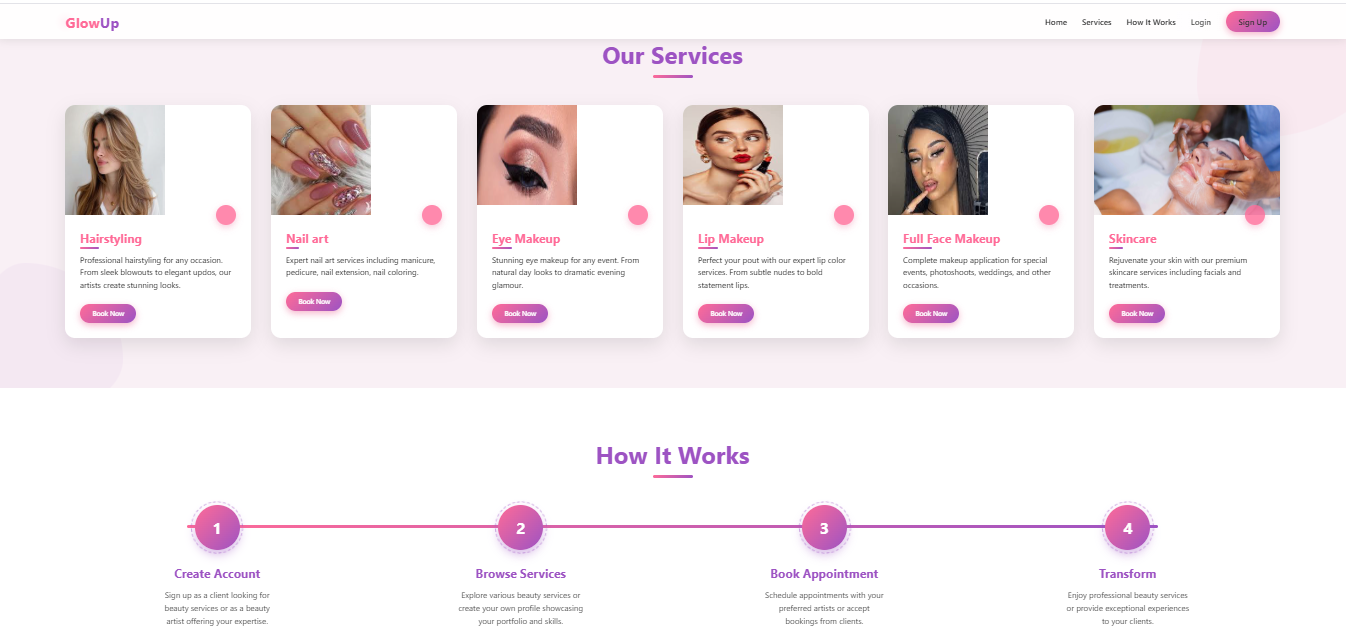 GlowUp
Home Services How It Works Login Sign Up
Our Services
Hairstyling
Professional hairstyling for any occasion.
From sleek blowouts to elegant updos, our
artists create stunning looks.
Book Now
Nail art
Expert nail art services including manicure,
pedicure, nail extension, nail coloring.
Book Now
Eye Makeup
Stunning eye makeup for any event. From
natural day looks to dramatic evening
glamour.
Book Now
Lip Makeup
Perfect your pout with our expert lip color
services. From subtle nudes to bold
statement lips.
Book Now
Full Face Makeup
Complete makeup application for special
events, photoshoots, weddings, and other
occasions.
Book Now
Skincare
Rejuvenate your skin with our premium
skincare services including facials and
treatments.
Book Now
How It Works
1
Create Account
Sign up as a client looking for
beauty services or as a beauty
artist offering your expertise.
2
Browse Services
Explore various beauty services or
create your own profile showcasing
your portfolio and skills.
3
Book Appointment
Schedule appointments with your
preferred artists or accept
bookings from clients.
4
Transform
Enjoy professional beauty services
or provide exceptional experiences
to your clients.